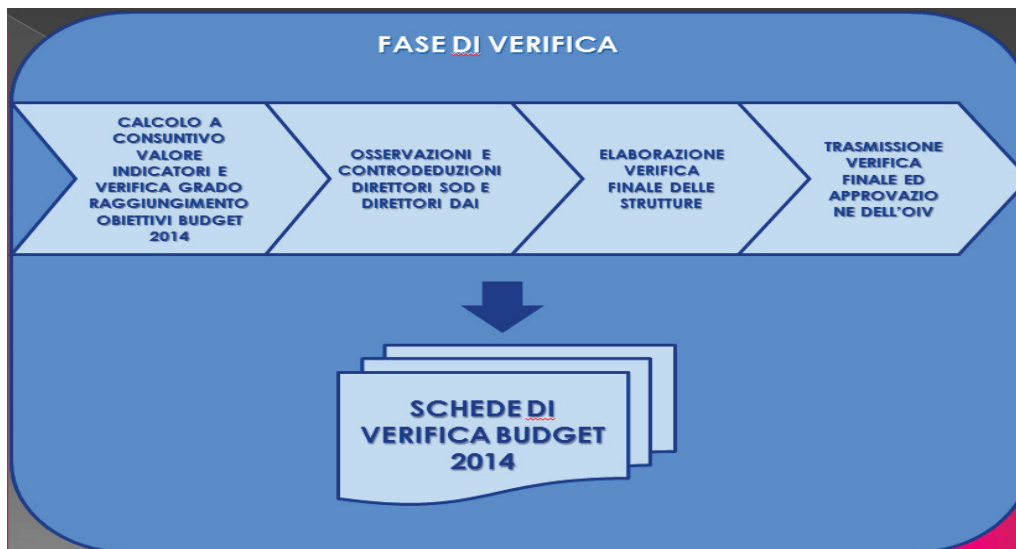 FASE DI VERIFICA
CALCOLO A
CONSUNTIVO
VALORE
INDICATORI E
VERIFICA GRADO
RAGGIUNGIMENTO
OBIETTIVI BUDGET
2014
OSSERVAZIONI E
CONTRODEDUZIONI
DIRETTORI SOD E
DIRETTORI DAI
ELABORAZIONE
VERIFICA
FINALE DELLE
STRUTTURE
TRASMISSIONE
VERIFICA
FINALE ED
APPROVAZIO
NE DELL'OIV
SCHEDE DI
VERIFICA BUDGET
2014